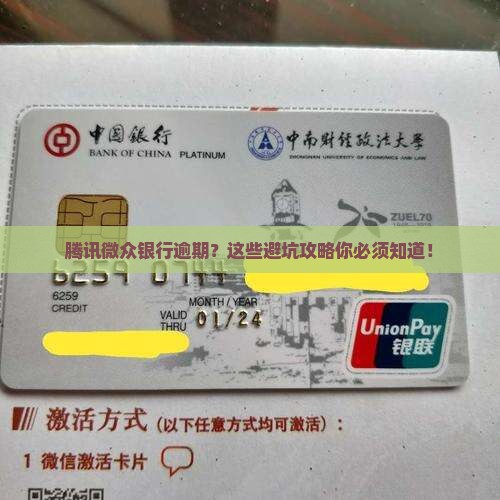 中國銀行 中南财经政法大学
BANK OF CHINA PLATINUM ZHONGNAN UNIVERSITY OF ECONOMICS AND LAW
ZUEL70
腾讯微众银行逾期？这些避坑攻略你必须知道！
6259 0744
6259
CREDIT
MONTH/YEAR
VALID THRU 01/24
UnionPay
银联
激活方式（以下任意方式均可激活）：
1 微信激活卡片